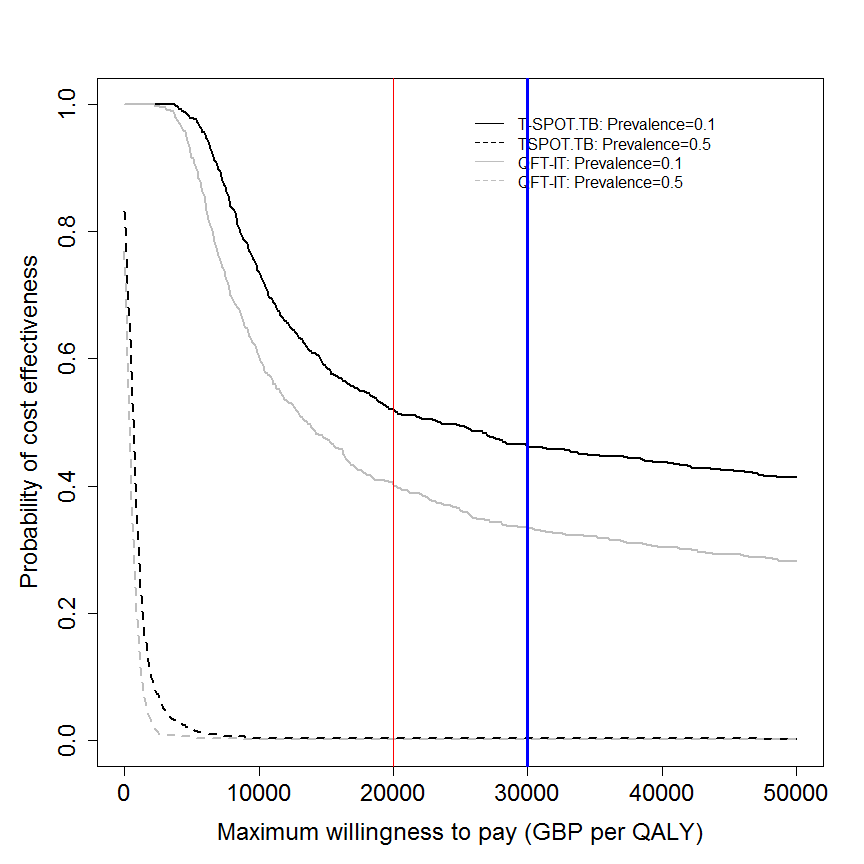 T-SPOT.TB: Prevalence=0.1
TSPOT.TB: Prevalence=0.5
QFT-IT: Prevalence=0.1
QFT-IT: Prevalence=0.5
Probability of cost effectiveness
1.0
0.8
0.6
0.4
0.2
0.0
0 10000 20000 30000 40000 50000
Maximum willingness to pay (GBP per QALY)